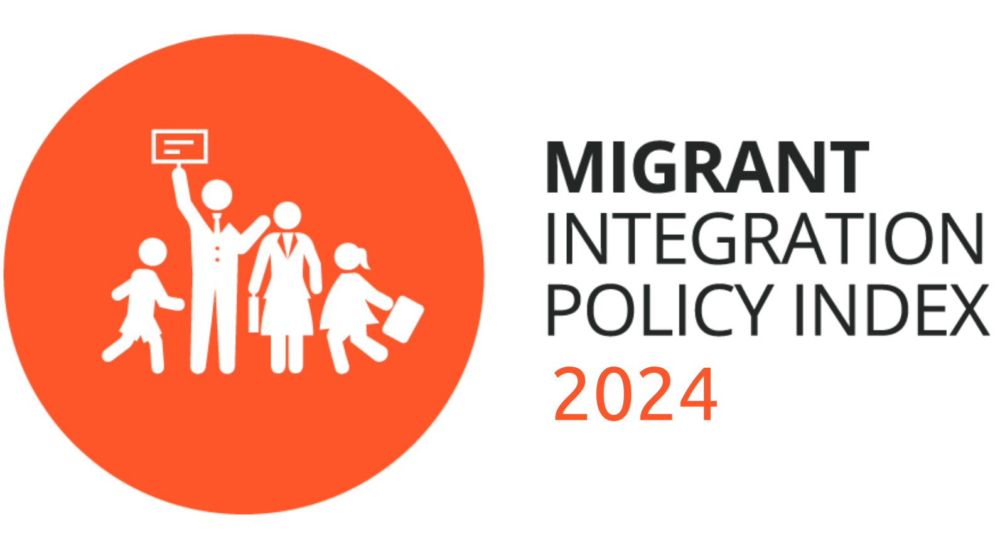 MIGRANT
INTEGRATION
POLICY INDEX
2024